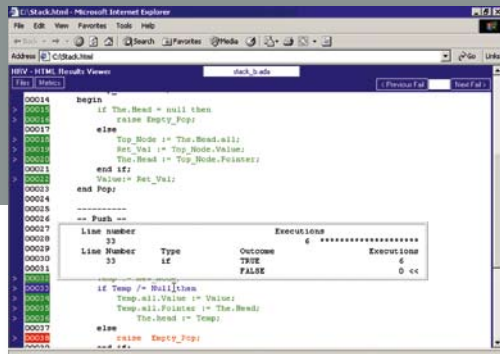 C:\Stack.html - Microsoft Internet Explorer
File Edit View Favorites Tools Help
Back Search Favorites Media
Address C:\Stack.html Go Links
HRV - HTML Results Viewer stack_b.ada
Files Metrics < Previous Fail Next Fail >
00014 begin
00015 if The.Head = null then
00016 raise Empty_Pop;
00017 else
00018 Top_Node := The.Head.all;
00019 Ret_Val := Top_Node.Value;
00020 The.Head := Top_Node.Pointer;
00021 end if;
00022 Value:= Ret_Val;
00023 end Pop;
00024
00025 ----------
00026 -- Push --
00027 Line number Executions
00028 33 6 ********************
00029 Line Number Type Outcome Executions
00030 33 if TRUE 6
00031 FALSE 0 <<
00032
00033 if Temp /= Null then
00034 Temp.all.Value := Value;
00035 Temp.all.Pointer := The.Head;
00036 The.head := Temp;
00037 else
00038 raise Empty_Pop;
00039 end if;